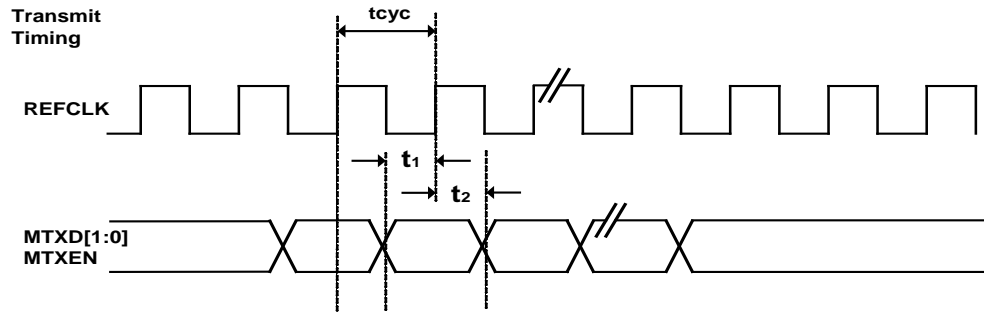 Transmit
Timing
tcyc
REFCLK
t1
t2
MTXD[1:0]
MTXEN